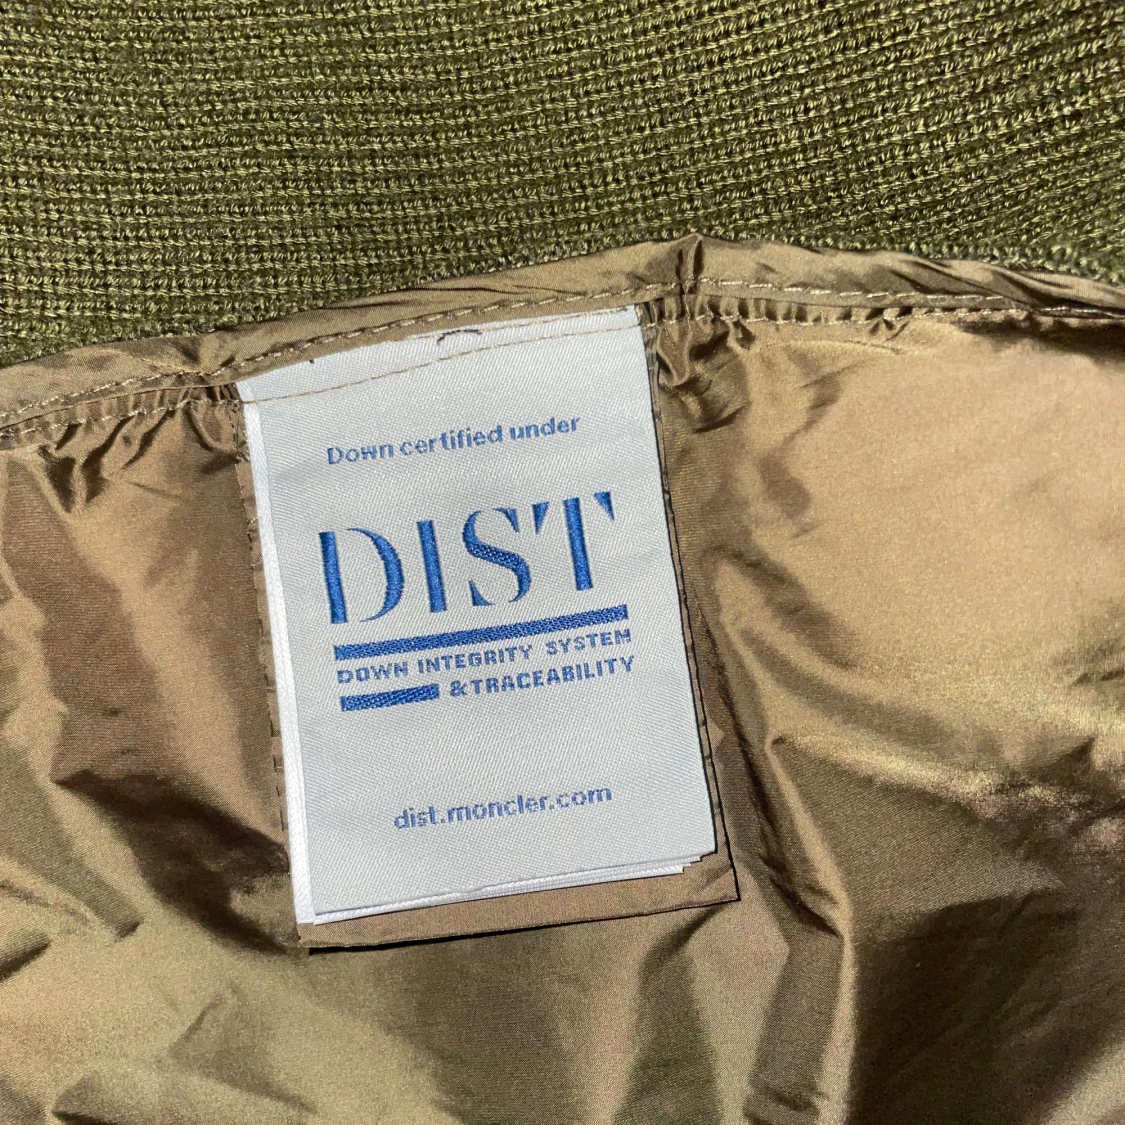 Down certified under
DIST
DOWN INTEGRITY SYSTEM
& TRACEABILITY
dist.moncler.com